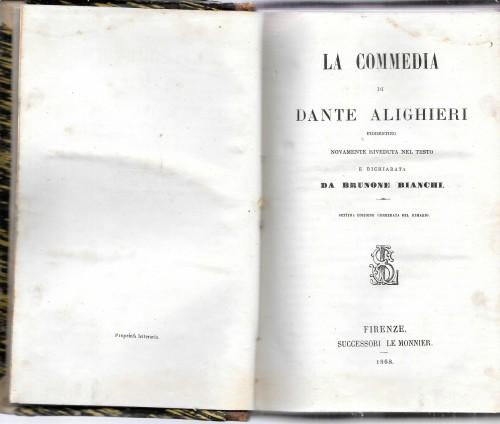 Proprietà letteraria.
LA COMMEDIA
DI
DANTE ALIGHIERI
FIORENTINO
NOVAMENTE RIVEDUTA NEL TESTO
E DICHIARATA
DA BRUNONE BIANCHI.
SETTIMA EDIZIONE CORREDATA DEL RIMARIO.
FIRENZE.
SUCCESSORI LE MONNIER.
1868.